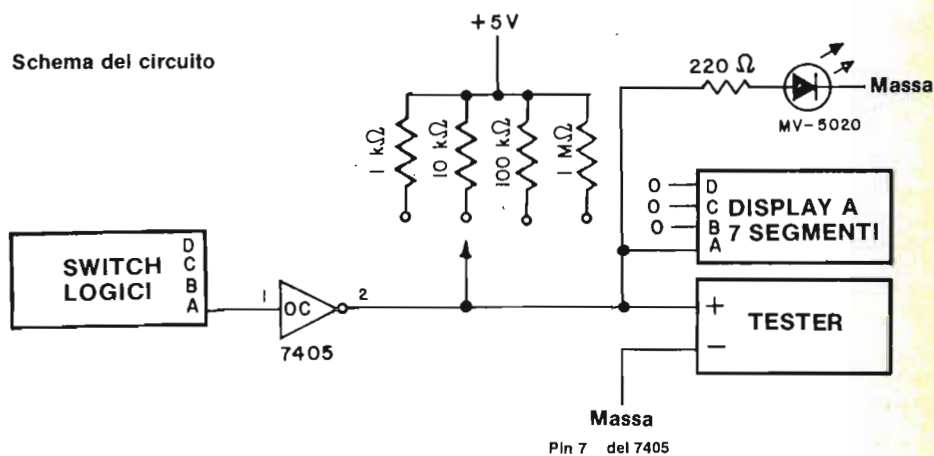 +5V
Schema del circuito
220 Ω
Massa
MV-5020
1 kΩ
10 kΩ
100 kΩ
1 MΩ
D
C
B
A
DISPLAY A
7 SEGMENTI
0
0
0
SWITCH
LOGICI
D
C
B
A
1
OC
2
7405
+
−
TESTER
Massa
Pin 7 del 7405